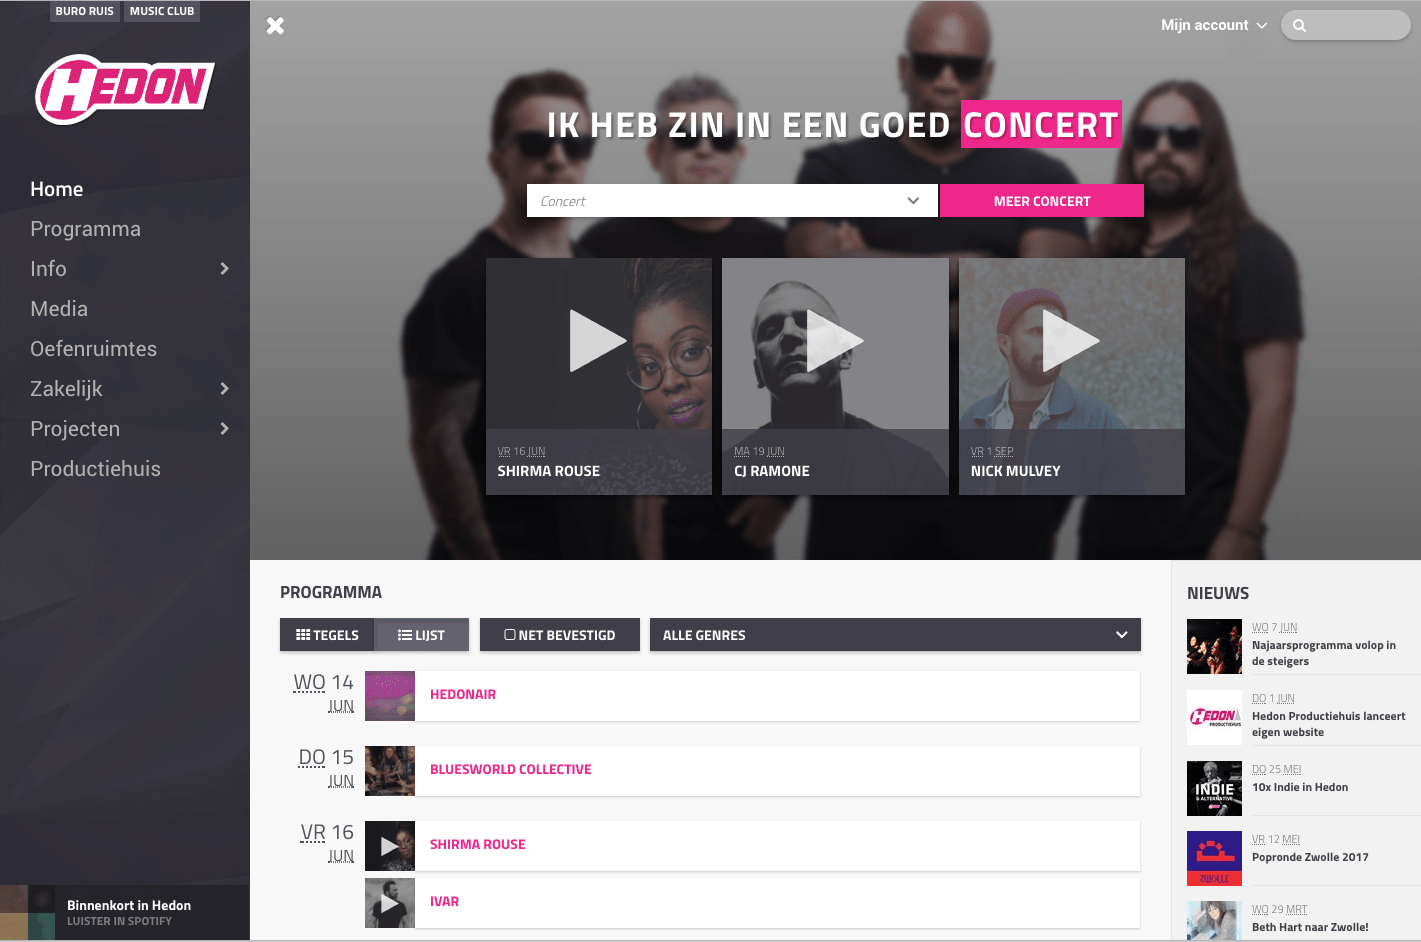 BURO RUIS
MUSIC CLUB
HEDON
Home
Programma
Info
Media
Oefenruimtes
Zakelijk
Projecten
Productiehuis
Binnenkort in Hedon
LUISTER IN SPOTIFY
Mijn account
IK HEB ZIN IN EEN GOED CONCERT
Concert
MEER CONCERT
VR 16 JUN
SHIRMA ROUSE
MA 19 JUN
CJ RAMONE
VR 1 SEP
NICK MULVEY
PROGRAMMA
TEGELS
LIJST
NET BEVESTIGD
ALLE GENRES
WO 14
JUN
HEDONAIR
DO 15
JUN
BLUESWORLD COLLECTIVE
VR 16
JUN
SHIRMA ROUSE
IVAR
NIEUWS
WO 7 JUN
Najaarsprogramma volop in
de steigers
HEDON
PRODUCTIEHUIS
DO 1 JUN
Hedon Productiehuis lanceert
eigen website
INDIE
& ALTERNATIVE
DO 25 MEI
10x Indie in Hedon
ZWOLLE
VR 12 MEI
Popronde Zwolle 2017
WO 29 MRT
Beth Hart naar Zwolle!